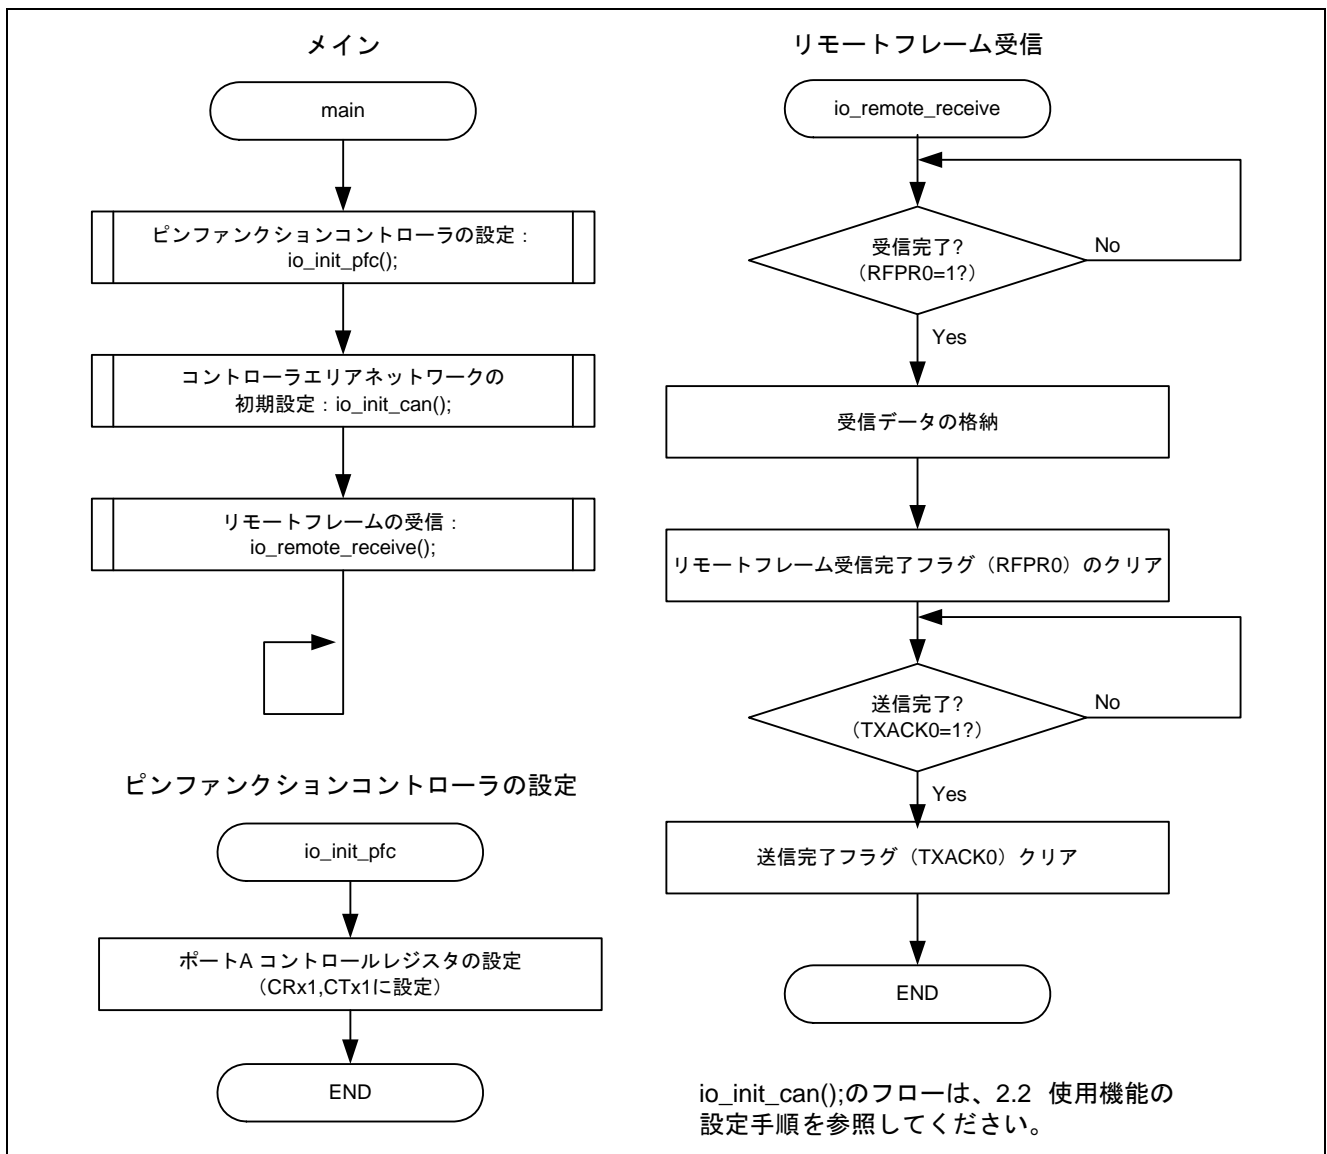 メイン
main
ピンファンクションコントローラの設定：
io_init_pfc();
コントローラエリアネットワークの
初期設定：io_init_can();
リモートフレームの受信：
io_remote_receive();
ピンファンクションコントローラの設定
io_init_pfc
ポートA コントロールレジスタの設定
（CRx1,CTx1に設定）
END
リモートフレーム受信
io_remote_receive
受信完了?
（RFPR0=1?）
No
Yes
受信データの格納
リモートフレーム受信完了フラグ（RFPR0）のクリア
送信完了?
（TXACK0=1?）
No
Yes
送信完了フラグ（TXACK0）クリア
END
io_init_can();のフローは、2.2 使用機能の
設定手順を参照してください。